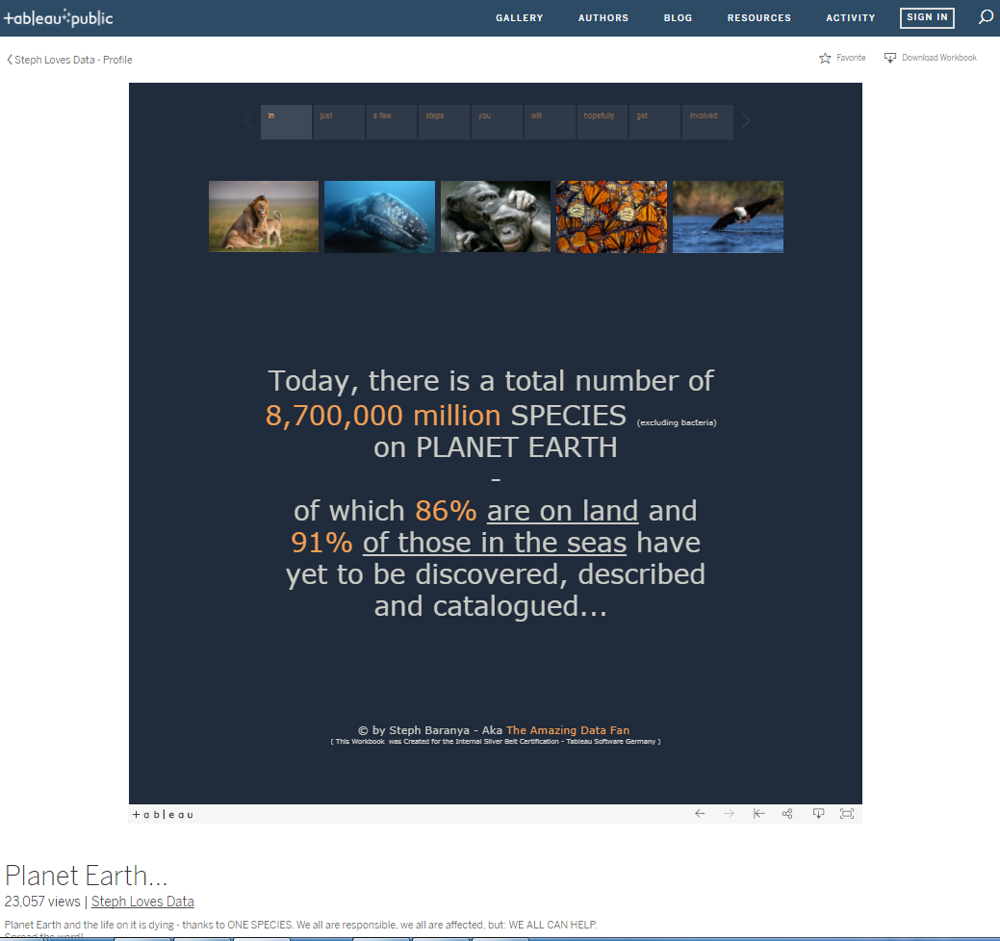 +ableau public
GALLERY AUTHORS BLOG RESOURCES ACTIVITY SIGN IN
Steph Loves Data - Profile
Favorite Download Workbook
in just a few steps you will hopefully get involved
Today, there is a total number of
8,700,000 million SPECIES (excluding bacteria)
on PLANET EARTH
-
of which 86% are on land and
91% of those in the seas have
yet to be discovered, described
and catalogued...
© by Steph Baranya - Aka The Amazing Data Fan
( This Workbook was Created for the Internal Silver Belt Certification - Tableau Software Germany )
+ableau
Planet Earth...
23,057 views | Steph Loves Data
Planet Earth and the life on it is dying - thanks to ONE SPECIES. We all are responsible, we all are affected, but: WE ALL CAN HELP.
Spread the word!